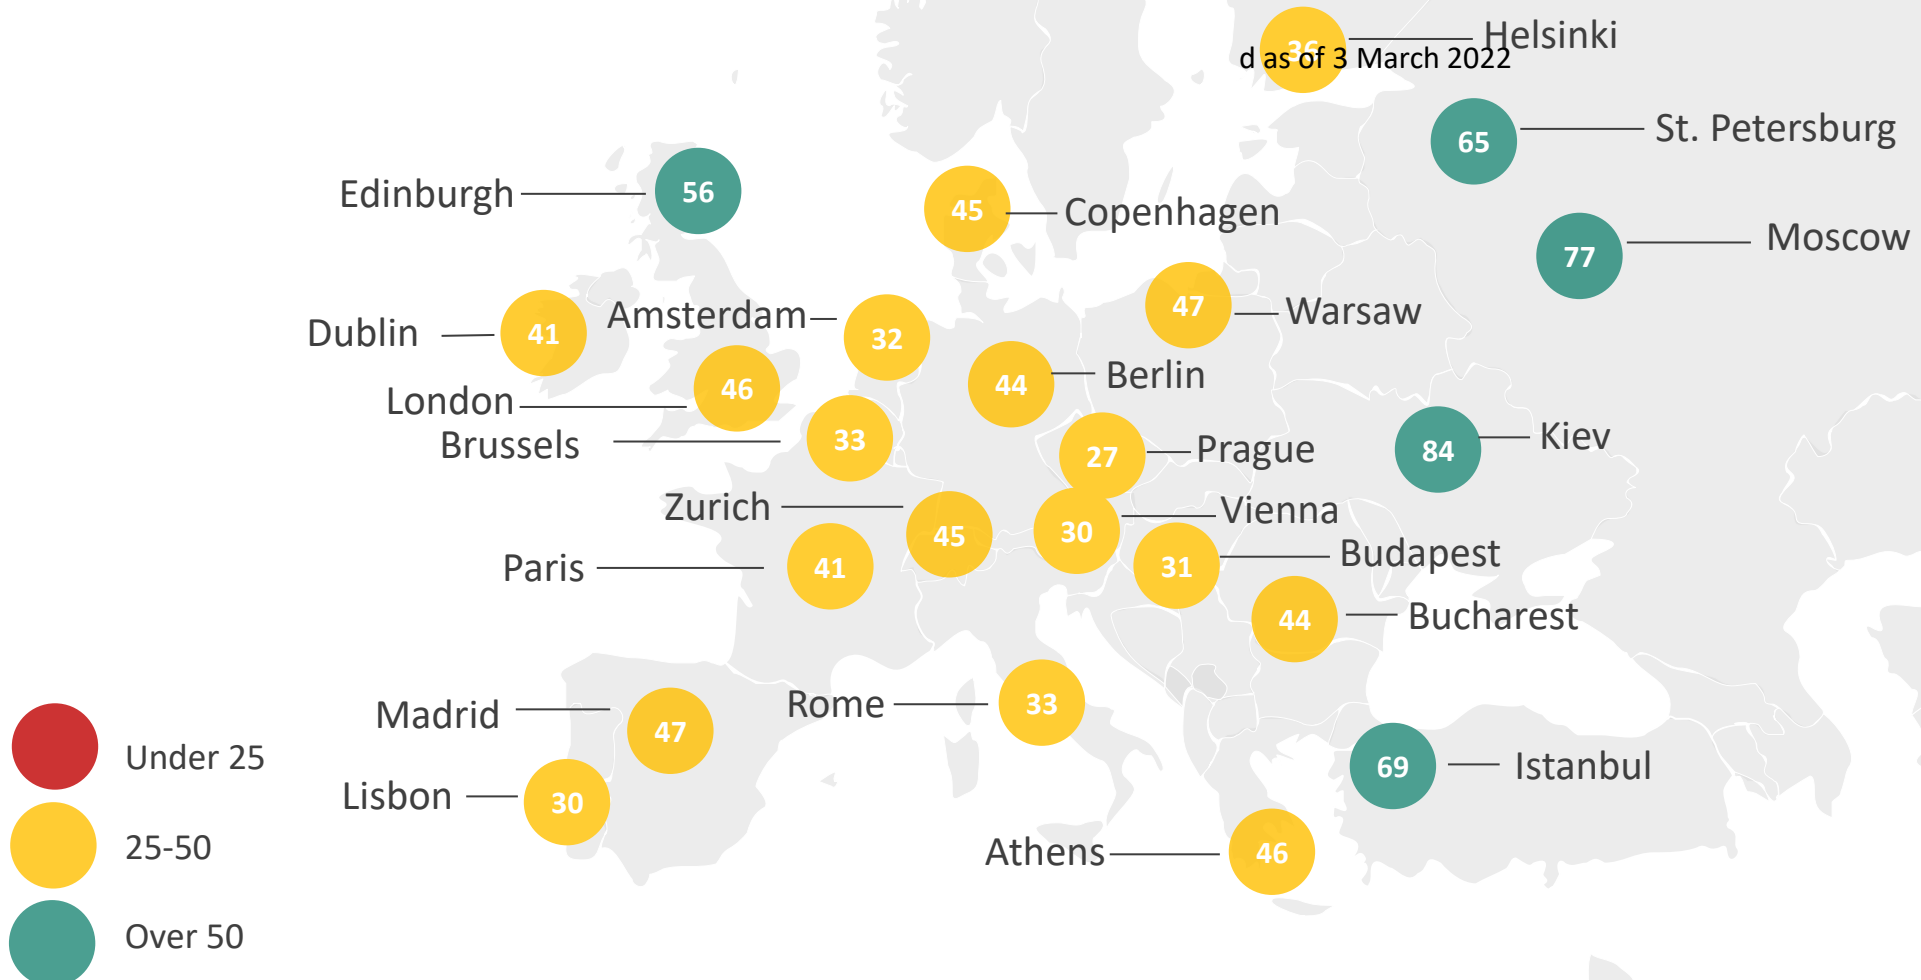 36
Helsinki
d as of 3 March 2022
St. Petersburg
65
Edinburgh
56
45
Copenhagen
Moscow
77
Dublin
41
Amsterdam
32
47
Warsaw
London
46
44
Berlin
Brussels
33
27
Prague
84
Kiev
Zurich
45
30
Vienna
Paris
41
31
Budapest
44
Bucharest
Madrid
47
Rome
33
Under 25
69
Istanbul
Lisbon
30
25-50
Athens
46
Over 50